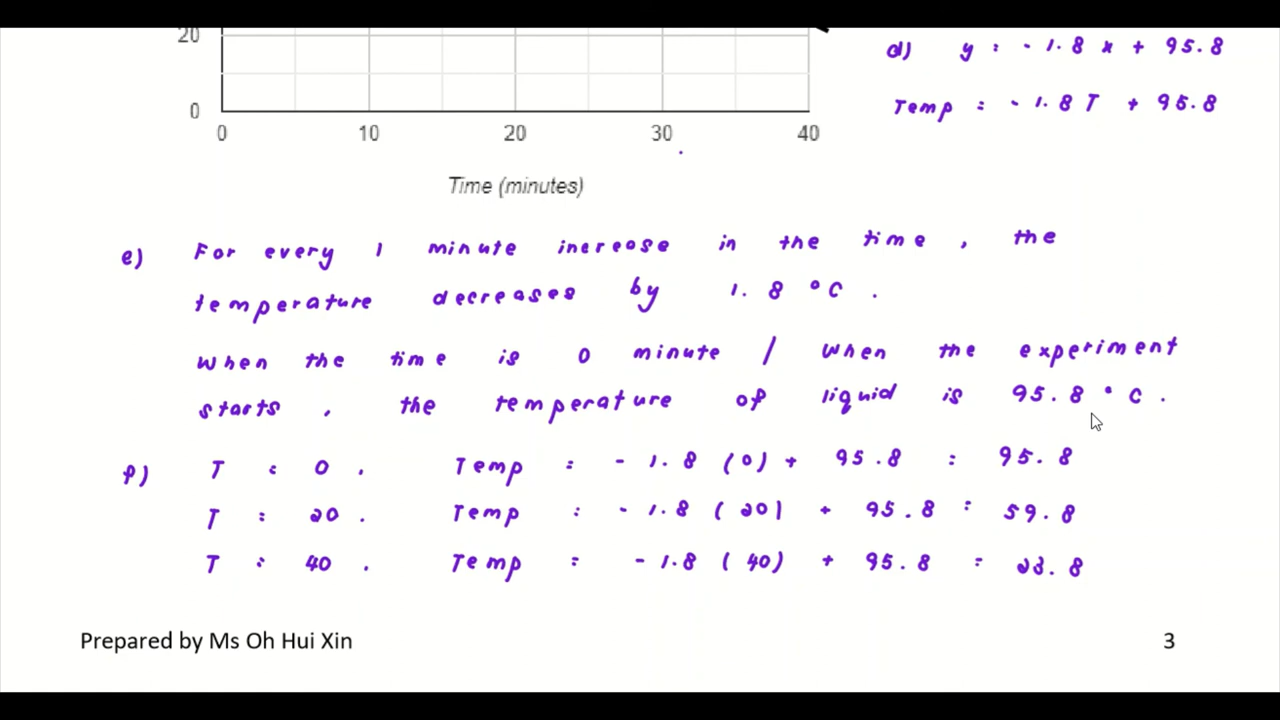 20
0
0 10 20 30 40
Time (minutes)
d) y = -1.8 x + 95.8
Temp = -1.8 T + 95.8
e) For every 1 minute increase in the time, the
temperature decreases by 1.8 °C.
When the time is 0 minute / When the experiment
starts, the temperature of liquid is 95.8 °C.
f) T = 0. Temp = -1.8 (0) + 95.8 = 95.8
T = 20. Temp = -1.8 (20) + 95.8 = 59.8
T = 40. Temp = -1.8 (40) + 95.8 = 23.8
Prepared by Ms Oh Hui Xin 3